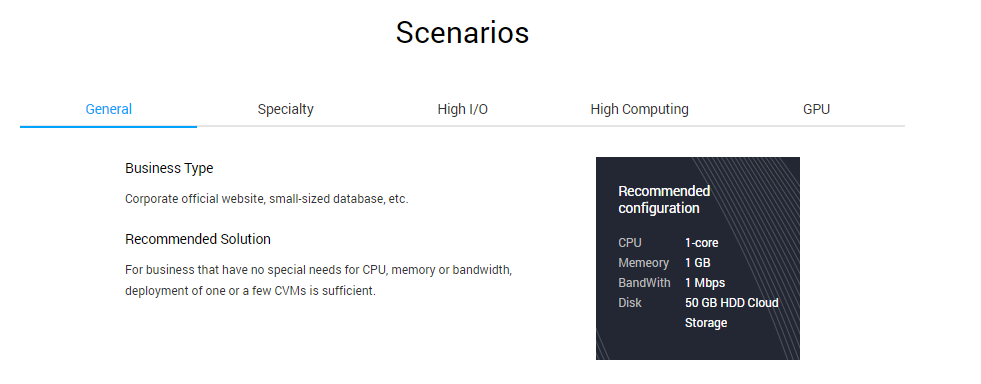 Scenarios
General Specialty High I/O High Computing GPU
Business Type
Corporate official website, small-sized database, etc.
Recommended Solution
For business that have no special needs for CPU, memory or bandwidth,
deployment of one or a few CVMs is sufficient.
Recommended
configuration
CPU 1-core
Memeory 1 GB
BandWith 1 Mbps
Disk 50 GB HDD Cloud
Storage